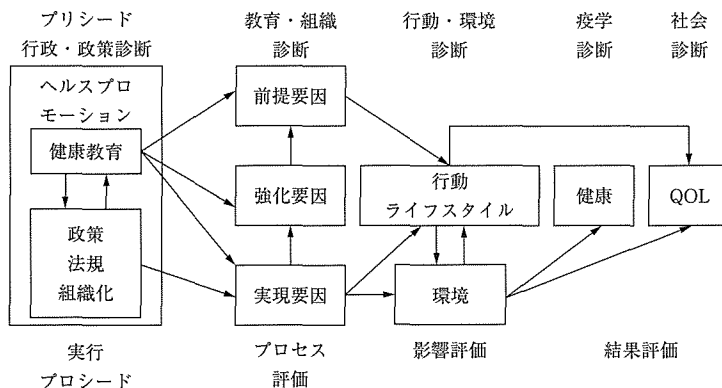 プリシード
行政・政策診断
教育・組織
診断
行動・環境
診断
疫学
診断
社会
診断
ヘルスプロ
モーション
健康教育
政策
法規
組織化
前提要因
強化要因
実現要因
行動
ライフスタイル
環境
健康
QOL
実行
プロシード
プロセス
評価
影響評価
結果評価